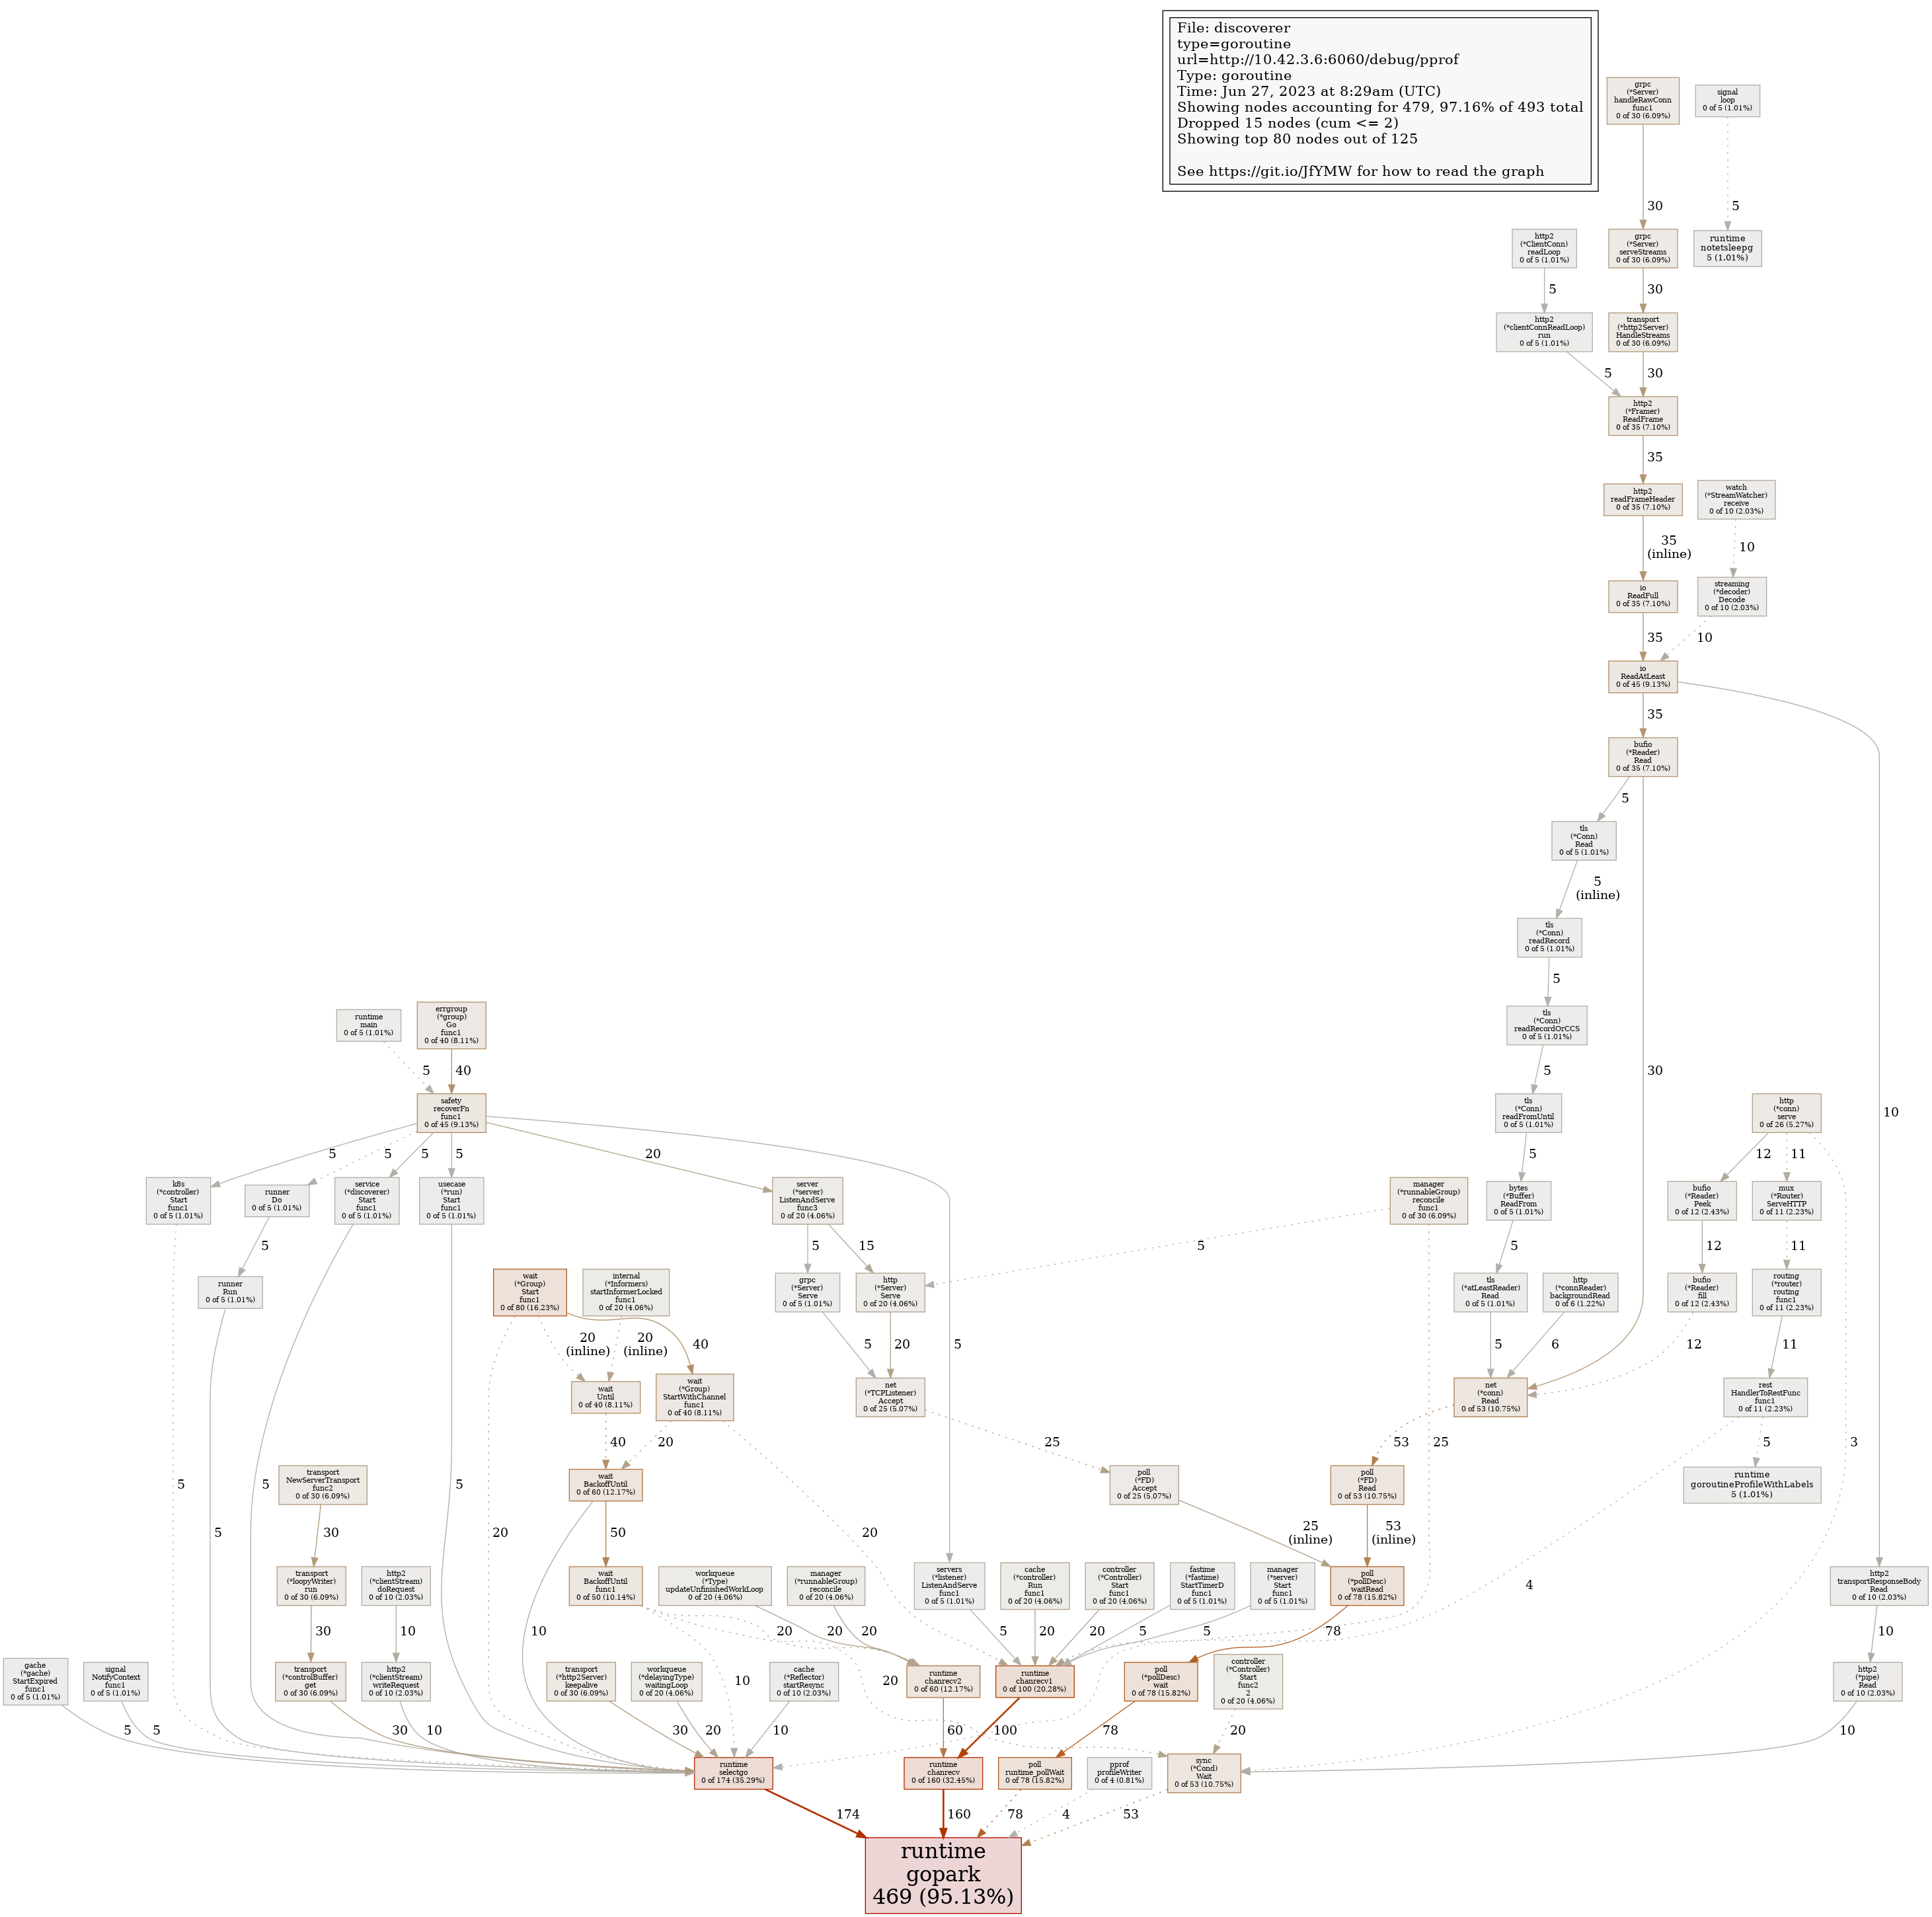 File: discoverer
type=goroutine
url=http://10.42.3.6:6060/debug/pprof
Type: goroutine
Time: Jun 27, 2023 at 8:29am (UTC)
Showing nodes accounting for 479, 97.16% of 493 total
Dropped 15 nodes (cum <= 2)
Showing top 80 nodes out of 125
See https://git.io/JfYMW for how to read the graph
grpc
(*Server)
handleRawConn
func1
0 of 30 (6.09%)
signal
loop
0 of 5 (1.01%)
30
5
http2
(*ClientConn)
readLoop
0 of 5 (1.01%)
grpc
(*Server)
serveStreams
0 of 30 (6.09%)
runtime
notetsleepg
5 (1.01%)
5
30
http2
(*clientConnReadLoop)
run
0 of 5 (1.01%)
transport
(*http2Server)
HandleStreams
0 of 30 (6.09%)
5
30
http2
(*Framer)
ReadFrame
0 of 35 (7.10%)
35
http2
readFrameHeader
0 of 35 (7.10%)
watch
(*StreamWatcher)
receive
0 of 10 (2.03%)
35
(inline)
10
io
ReadFull
0 of 35 (7.10%)
streaming
(*decoder)
Decode
0 of 10 (2.03%)
35
10
io
ReadAtLeast
0 of 45 (9.13%)
35
10
bufio
(*Reader)
Read
0 of 35 (7.10%)
5
30
tls
(*Conn)
Read
0 of 5 (1.01%)
5
(inline)
tls
(*Conn)
readRecord
0 of 5 (1.01%)
5
tls
(*Conn)
readRecordOrCCS
0 of 5 (1.01%)
5
runtime
main
0 of 5 (1.01%)
errgroup
(*group)
Go
func1
0 of 40 (8.11%)
5
40
safety
recoverFn
func1
0 of 45 (9.13%)
tls
(*Conn)
readFromUntil
0 of 5 (1.01%)
http
(*conn)
serve
0 of 26 (5.27%)
5
5
5
5
20
5
5
12
11
3
k8s
(*controller)
Start
func1
0 of 5 (1.01%)
runner
Do
0 of 5 (1.01%)
service
(*discoverer)
Start
func1
0 of 5 (1.01%)
usecase
(*run)
Start
func1
0 of 5 (1.01%)
server
(*server)
ListenAndServe
func3
0 of 20 (4.06%)
manager
(*runnableGroup)
reconcile
func1
0 of 30 (6.09%)
bytes
(*Buffer)
ReadFrom
0 of 5 (1.01%)
bufio
(*Reader)
Peek
0 of 12 (2.43%)
mux
(*Router)
ServeHTTP
0 of 11 (2.23%)
5
5
15
5
25
5
12
11
runner
Run
0 of 5 (1.01%)
wait
(*Group)
Start
func1
0 of 80 (16.23%)
internal
(*Informers)
startInformerLocked
func1
0 of 20 (4.06%)
grpc
(*Server)
Serve
0 of 5 (1.01%)
http
(*Server)
Serve
0 of 20 (4.06%)
tls
(*atLeastReader)
Read
0 of 5 (1.01%)
http
(*connReader)
backgroundRead
0 of 6 (1.22%)
bufio
(*Reader)
fill
0 of 12 (2.43%)
routing
(*router)
routing
func1
0 of 11 (2.23%)
20
(inline)
20
(inline)
40
5
20
5
6
12
11
wait
Until
0 of 40 (8.11%)
wait
(*Group)
StartWithChannel
func1
0 of 40 (8.11%)
net
(*TCPListener)
Accept
0 of 25 (5.07%)
net
(*conn)
Read
0 of 53 (10.75%)
rest
HandlerToRestFunc
func1
0 of 11 (2.23%)
40
20
25
53
5
4
transport
NewServerTransport
func2
0 of 30 (6.09%)
wait
BackoffUntil
0 of 60 (12.17%)
poll
(*FD)
Accept
0 of 25 (5.07%)
poll
(*FD)
Read
0 of 53 (10.75%)
runtime
goroutineProfileWithLabels
5 (1.01%)
5
5
5
5
30
20
50
20
25
(inline)
53
(inline)
transport
(*loopyWriter)
run
0 of 30 (6.09%)
http2
(*clientStream)
doRequest
0 of 10 (2.03%)
wait
BackoffUntil
func1
0 of 50 (10.14%)
workqueue
(*Type)
updateUnfinishedWorkLoop
0 of 20 (4.06%)
manager
(*runnableGroup)
reconcile
0 of 20 (4.06%)
servers
(*listener)
ListenAndServe
func1
0 of 5 (1.01%)
cache
(*controller)
Run
func1
0 of 20 (4.06%)
controller
(*Controller)
Start
func1
0 of 20 (4.06%)
fastime
(*fastime)
StartTimerD
func1
0 of 5 (1.01%)
manager
(*server)
Start
func1
0 of 5 (1.01%)
poll
(*pollDesc)
waitRead
0 of 78 (15.82%)
http2
transportResponseBody
Read
0 of 10 (2.03%)
30
10
10
10
20
20
20
20
5
20
20
5
5
78
10
gache
(*gache)
StartExpired
func1
0 of 5 (1.01%)
signal
NotifyContext
func1
0 of 5 (1.01%)
transport
(*controlBuffer)
get
0 of 30 (6.09%)
http2
(*clientStream)
writeRequest
0 of 10 (2.03%)
transport
(*http2Server)
keepalive
0 of 30 (6.09%)
workqueue
(*delayingType)
waitingLoop
0 of 20 (4.06%)
cache
(*Reflector)
startResync
0 of 10 (2.03%)
runtime
chanrecv2
0 of 60 (12.17%)
runtime
chanrecv1
0 of 100 (20.28%)
poll
(*pollDesc)
wait
0 of 78 (15.82%)
controller
(*Controller)
Start
func2
2
0 of 20 (4.06%)
http2
(*pipe)
Read
0 of 10 (2.03%)
5
5
30
10
30
20
10
60
100
78
20
10
runtime
selectgo
0 of 174 (35.29%)
runtime
chanrecv
0 of 160 (32.45%)
poll
runtime_pollWait
0 of 78 (15.82%)
pprof
profileWriter
0 of 4 (0.81%)
sync
(*Cond)
Wait
0 of 53 (10.75%)
174
160
78
4
53
runtime
gopark
469 (95.13%)